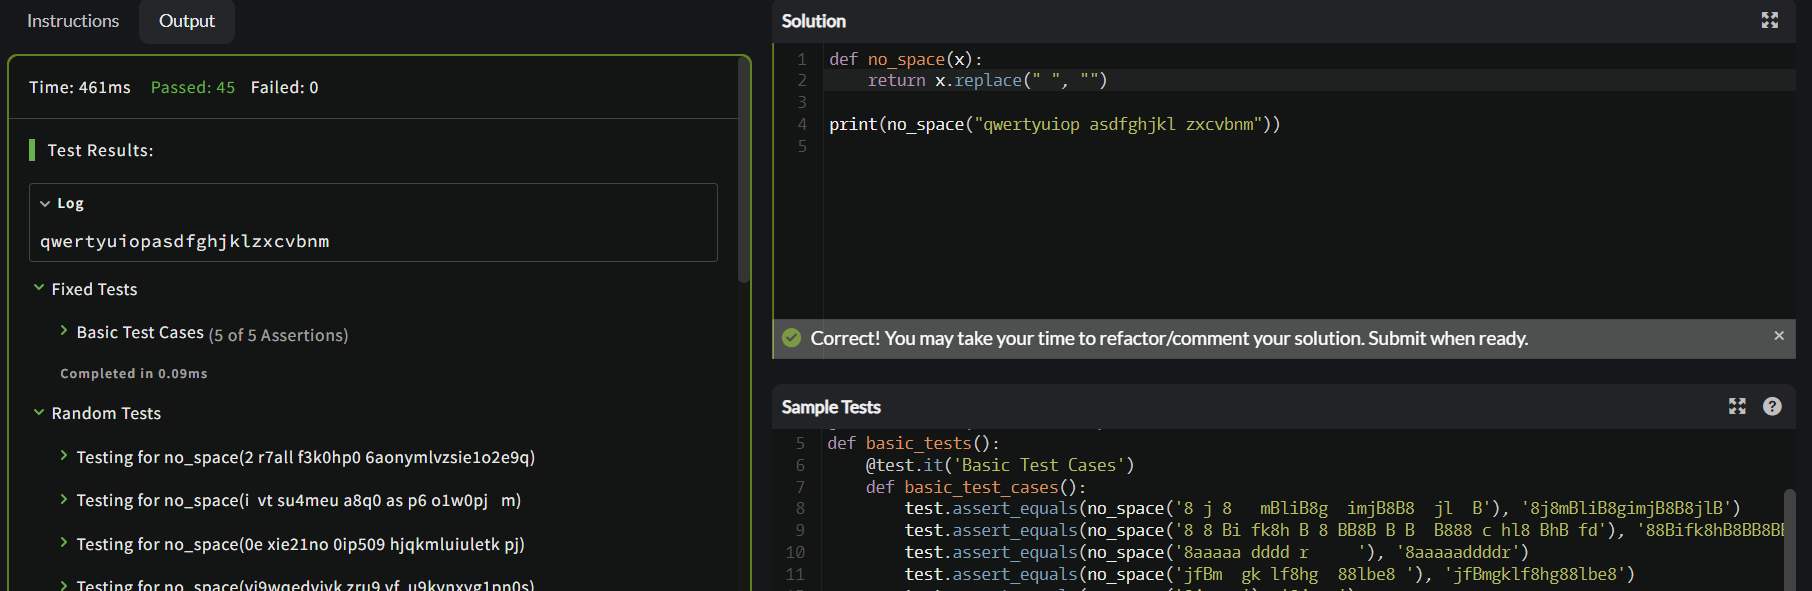 Instructions
Output
Time: 461ms Passed: 45 Failed: 0
Test Results:
Log
qwertyuiopasdfghjklzxcvbnm
Fixed Tests
Basic Test Cases (5 of 5 Assertions)
Completed in 0.09ms
Random Tests
Testing for no_space(2 r7all f3k0hp0 6aonymlvzsie1o2e9q)
Testing for no_space(i  vt su4meu a8q0 as p6 o1w0pj   m)
Testing for no_space(0e xie21no 0ip509 hjqkmluiuletk pj)
Testing for
Solution
1 def no_space(x):
2     return x.replace(" ", "")
3
4 print(no_space("qwertyuiop asdfghjkl zxcvbnm"))
5
Correct! You may take your time to refactor/comment your solution. Submit when ready.
Sample Tests
5 def basic_tests():
6     @test.it('Basic Test Cases')
7     def basic_test_cases():
8         test.assert_equals(no_space('8 j 8   mBliB8g  imjB8B8  jl  B'), '8j8mBliB8gimjB8B8jlB')
9         test.assert_equals(no_space('8 8 Bi fk8h B 8 BB8B B B  B888 c hl8 BhB fd'), '88Bifk8hB8BB8BB
10         test.assert_equals(no_space('8aaaaa dddd r     '), '8aaaaaddddr')
11         test.assert_equals(no_space('jfBm  gk lf8hg  88lbe8 '), 'jfBmgklf8hg88lbe8')